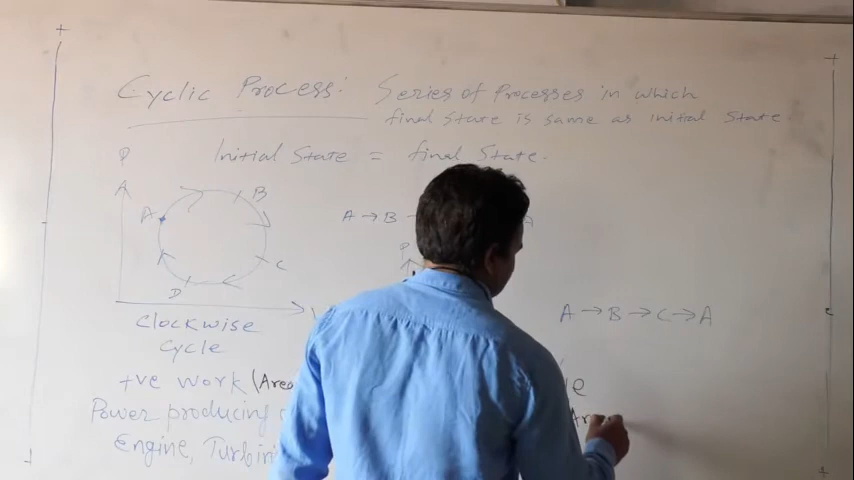 Cyclic Process: Series of Processes in which
final State is same as initial State.
Initial State = final State.
P
A
B
C
D
A → B →
A
P
A → B → C → A
Clockwise
Cycle
+ve work (Area
Power producing
Engine,